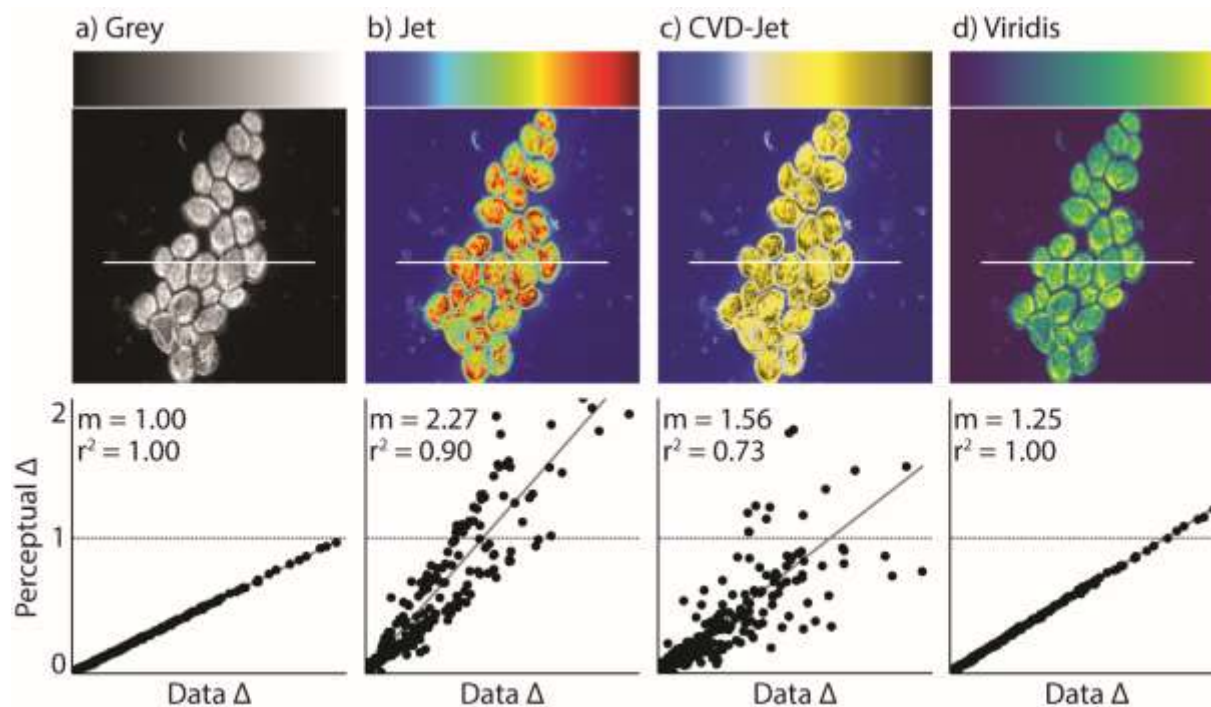 a) Grey
b) Jet
c) CVD-Jet
d) Viridis
2
m = 1.00
r² = 1.00
m = 2.27
r² = 0.90
m = 1.56
r² = 0.73
m = 1.25
r² = 1.00
Perceptual Δ
1
0
Data Δ
Data Δ
Data Δ
Data Δ